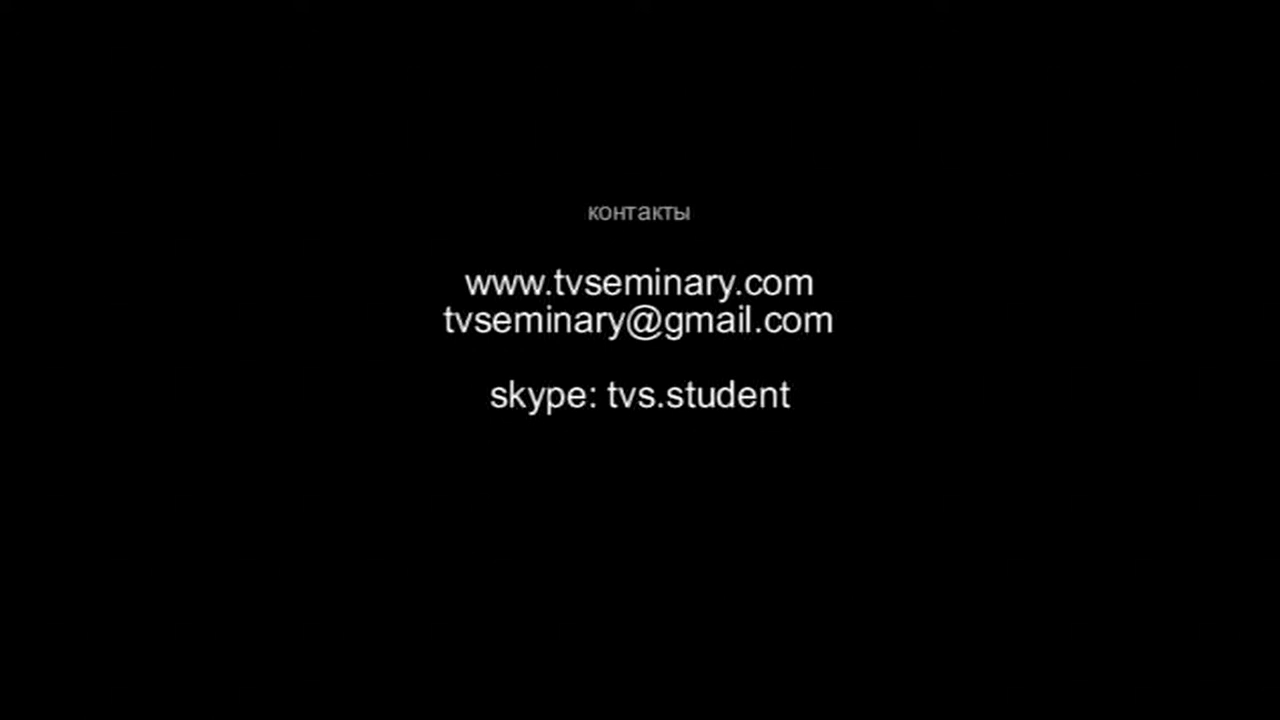 контакты
www.tvseminary.com
tvseminary@gmail.com
skype: tvs.student